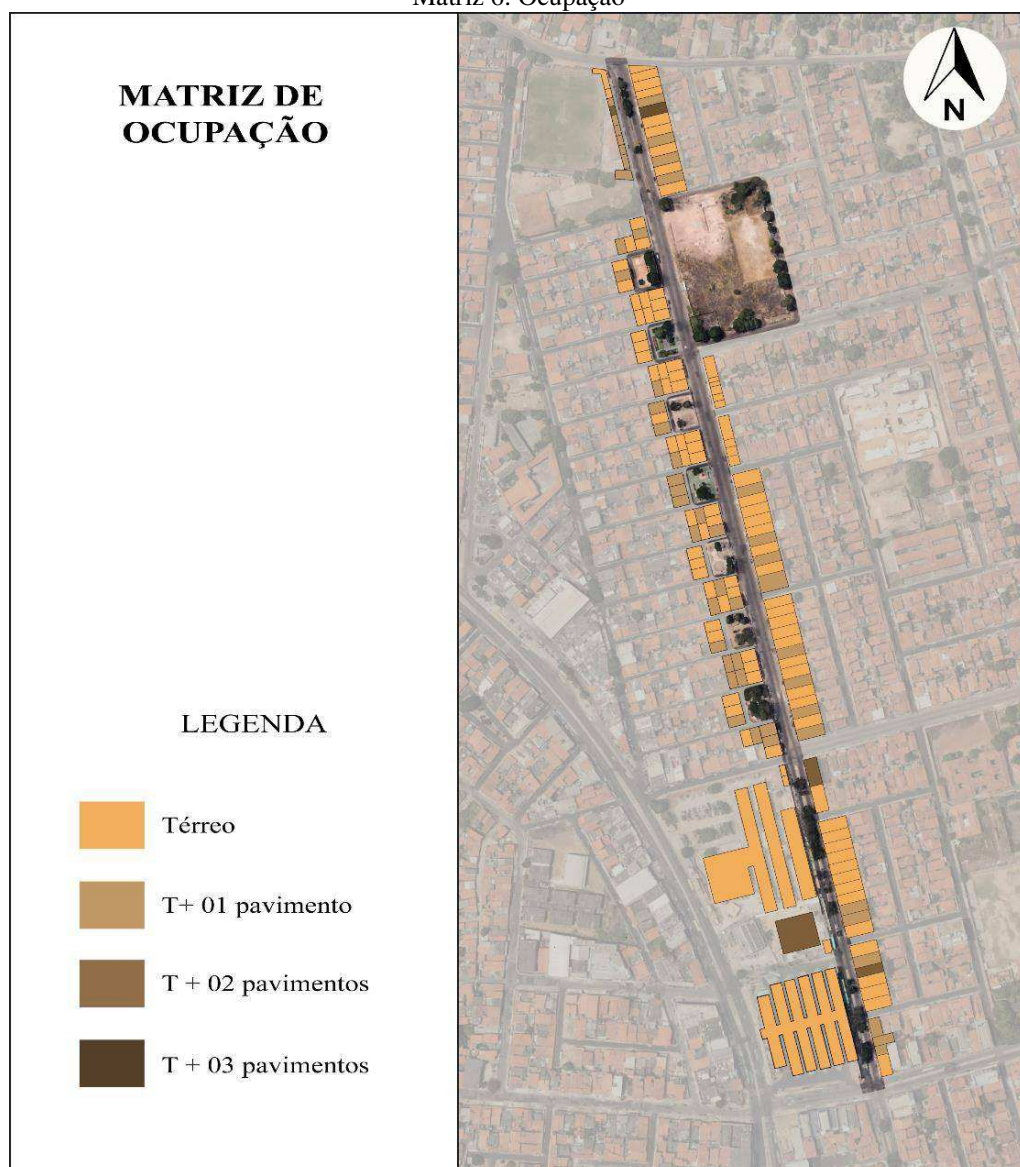 Matriz 6: Ocupação
MATRIZ DE
OCUPAÇÃO
N
LEGENDA
Térreo
T+ 01 pavimento
T + 02 pavimentos
T + 03 pavimentos